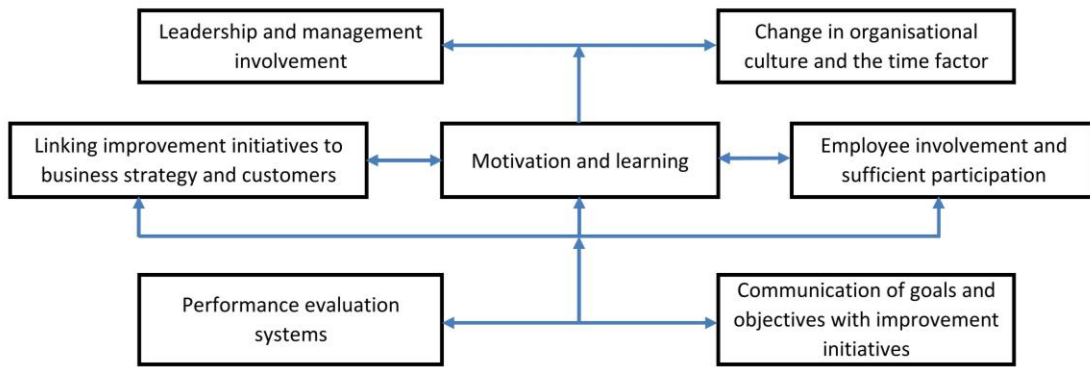 Leadership and management
involvement
Change in organisational
culture and the time factor
Linking improvement initiatives to
business strategy and customers
Motivation and learning
Employee involvement and
sufficient participation
Performance evaluation
systems
Communication of goals and
objectives with improvement
initiatives